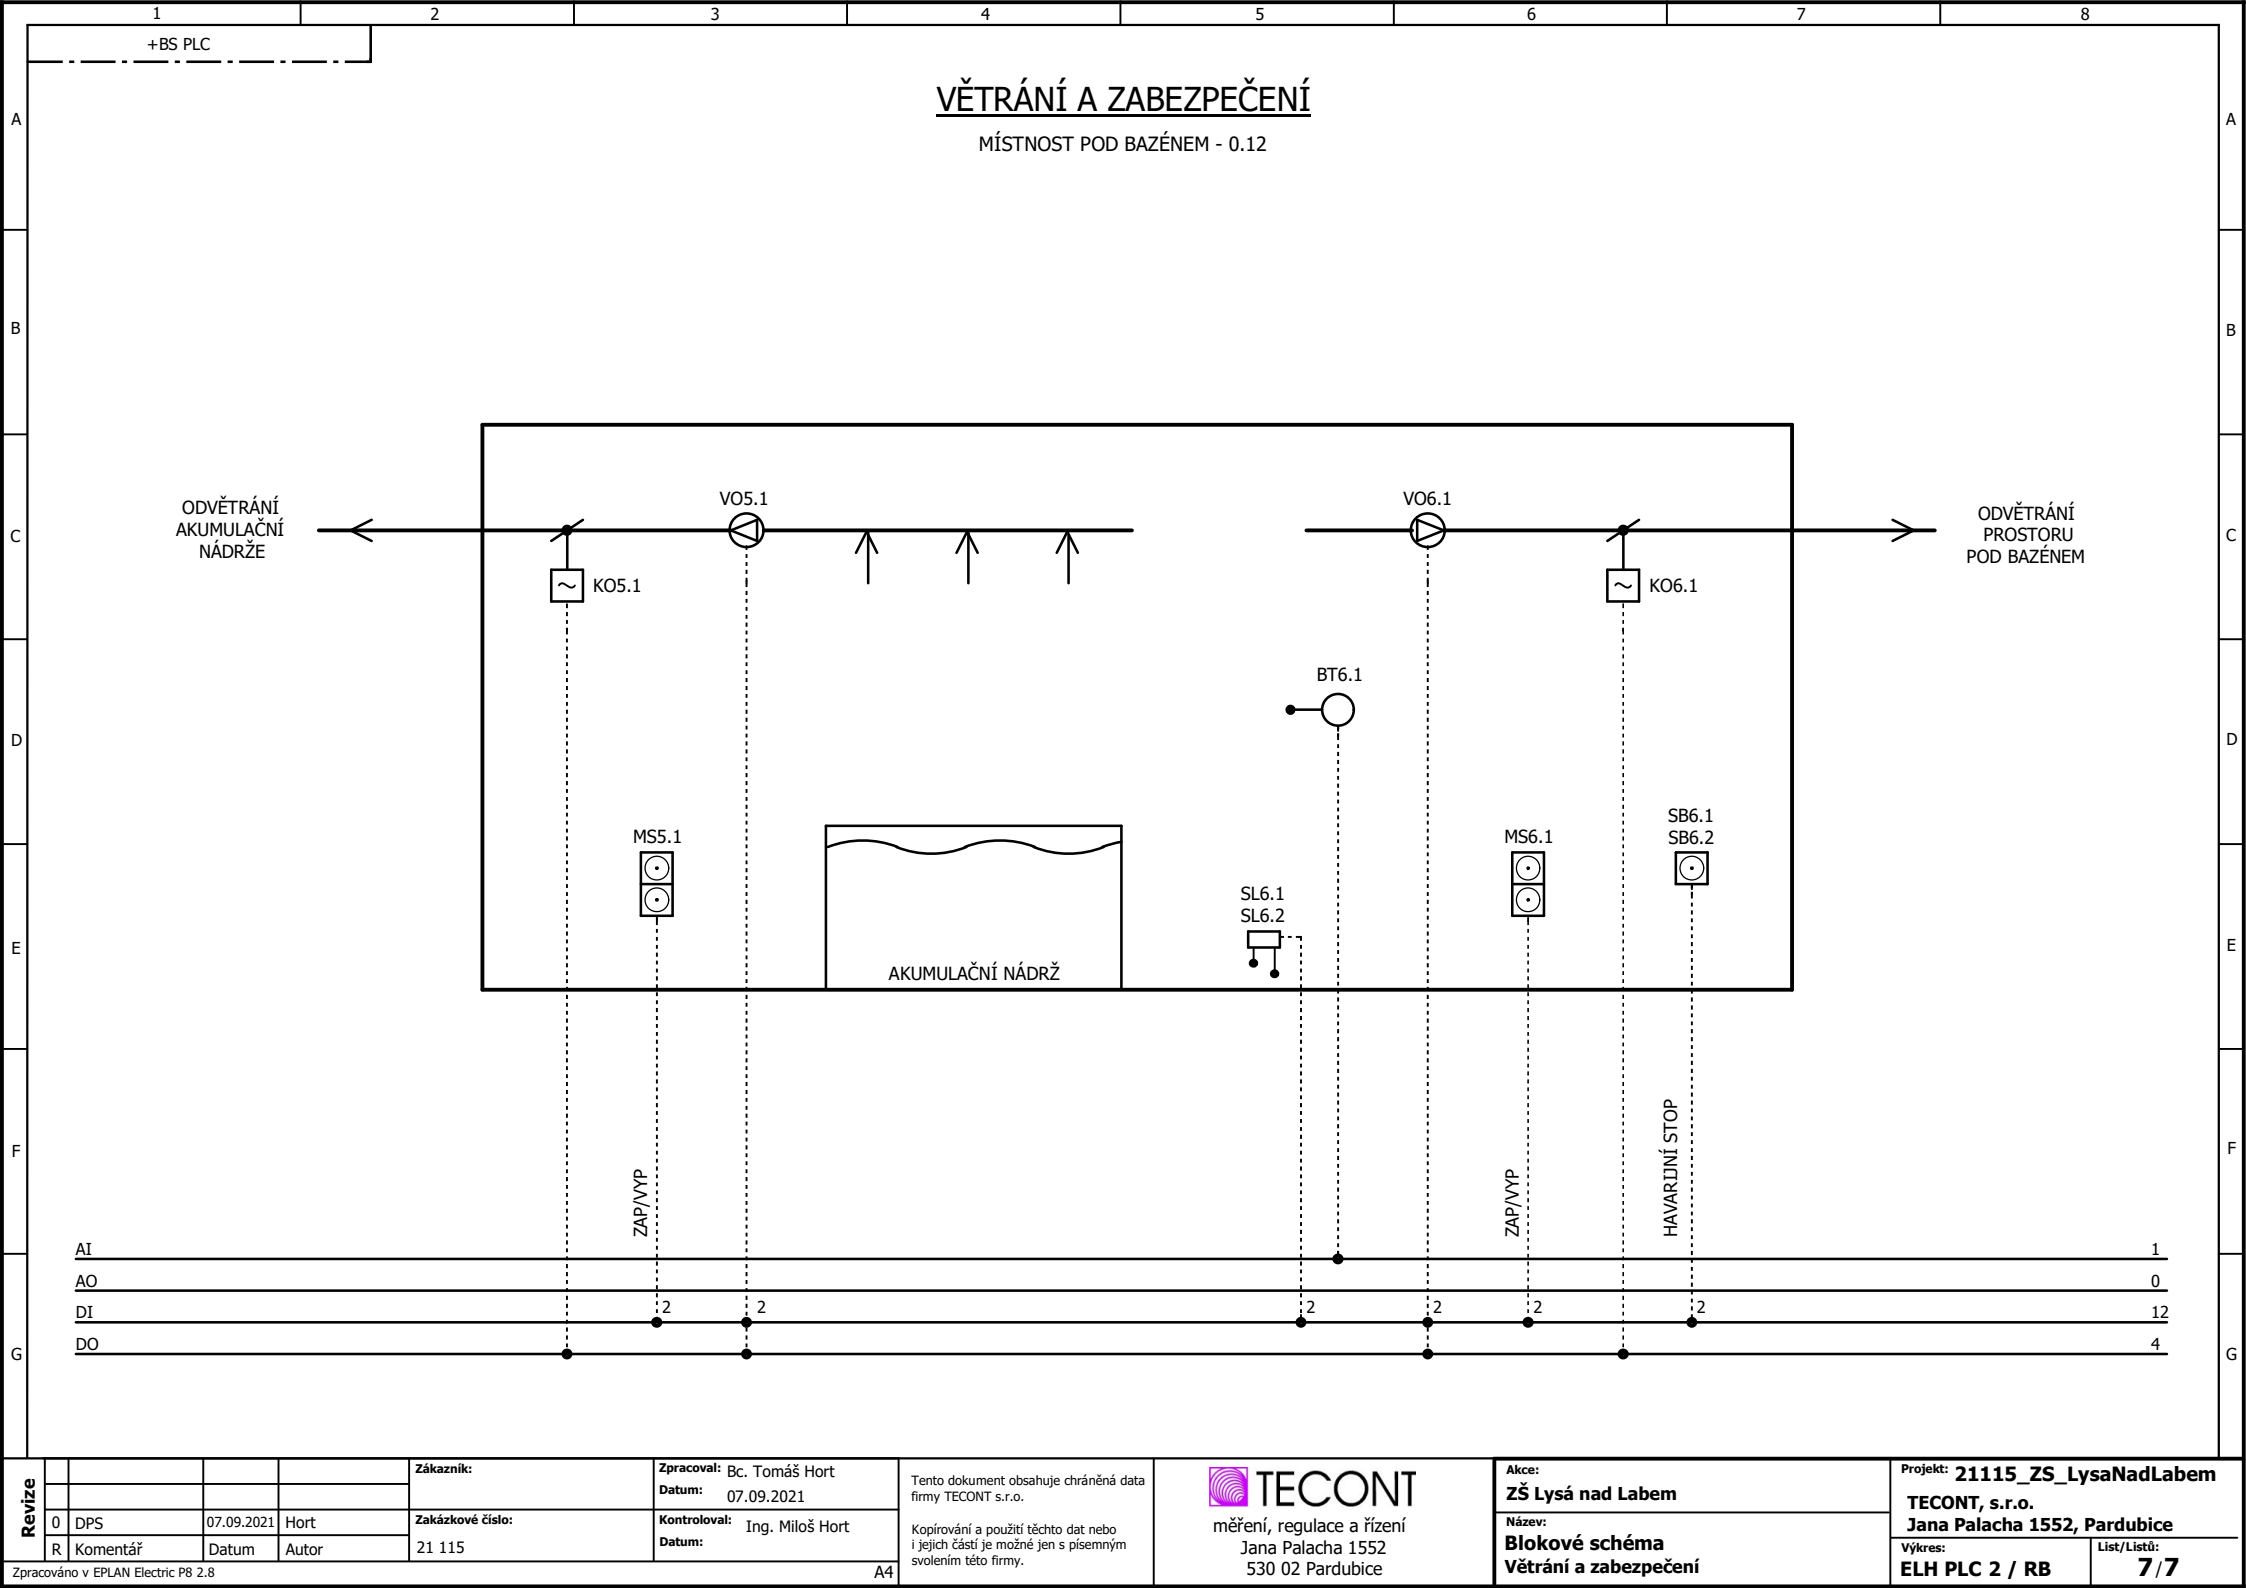 1 2 3 4 5 6 7 8
+BS PLC
VĚTRÁNÍ A ZABEZPEČENÍ
MÍSTNOST POD BAZÉNEM - 0.12
A A
B B
C C
D D
E E
F F
G G
ODVĚTRÁNÍ
AKUMULAČNÍ
NÁDRŽE
VO5.1
KO5.1
VO6.1
KO6.1
ODVĚTRÁNÍ
PROSTORU
POD BAZÉNEM
BT6.1
MS5.1
AKUMULAČNÍ NÁDRŽ
SL6.1
SL6.2
MS6.1
SB6.1
SB6.2
ZAP/VYP
ZAP/VYP
HAVARIJNÍ STOP
AI 1
AO 0
2 2 2 2 2 2
DI 12
DO 4
Revize
0 DPS 07.09.2021 Hort
R Komentář Datum Autor
Zpracováno v EPLAN Electric P8 2.8
Zákazník:
Zakázkové číslo:
21 115
Zpracoval: Bc. Tomáš Hort
Datum: 07.09.2021
Kontroloval: Ing. Miloš Hort
Datum:
A4
Tento dokument obsahuje chráněná data
firmy TECONT s.r.o.
Kopírování a použití těchto dat nebo
i jejich částí je možné jen s písemným
svolením této firmy.
TECONT
měření, regulace a řízení
Jana Palacha 1552
530 02 Pardubice
Akce:
ZŠ Lysá nad Labem
Název:
Blokové schéma
Větrání a zabezpečení
Projekt: 21115_ZS_LysaNadLabem
TECONT, s.r.o.
Jana Palacha 1552, Pardubice
Výkres:
ELH PLC 2 / RB
List/Listů:
7/7